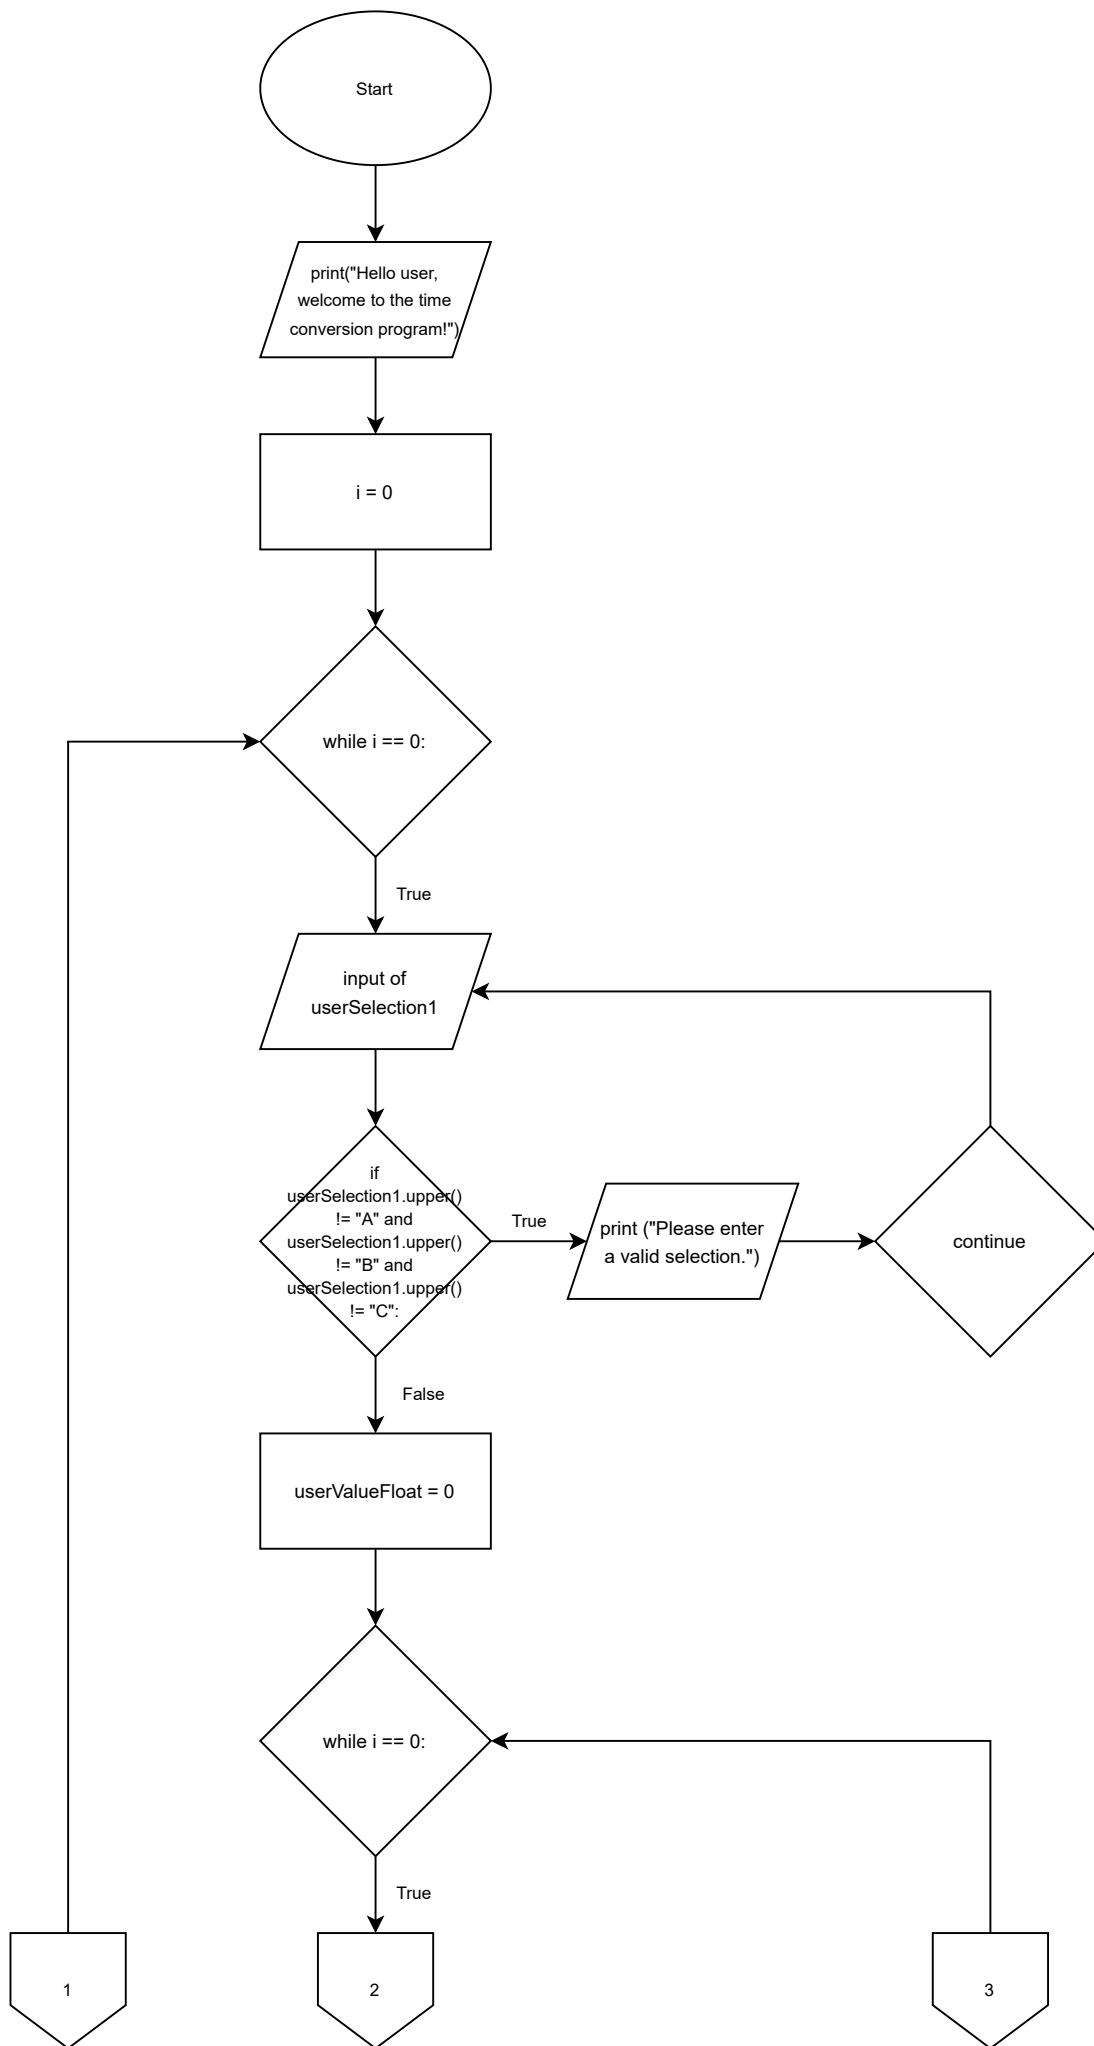 Start
print("Hello user,
welcome to the time
conversion program!")
i = 0
while i == 0:
True
input of
userSelection1
if
userSelection1.upper()
!= "A" and
userSelection1.upper()
!= "B" and
userSelection1.upper()
!= "C":
True
print ("Please enter
a valid selection.")
continue
False
userValueFloat = 0
while i == 0:
True
1
2
3